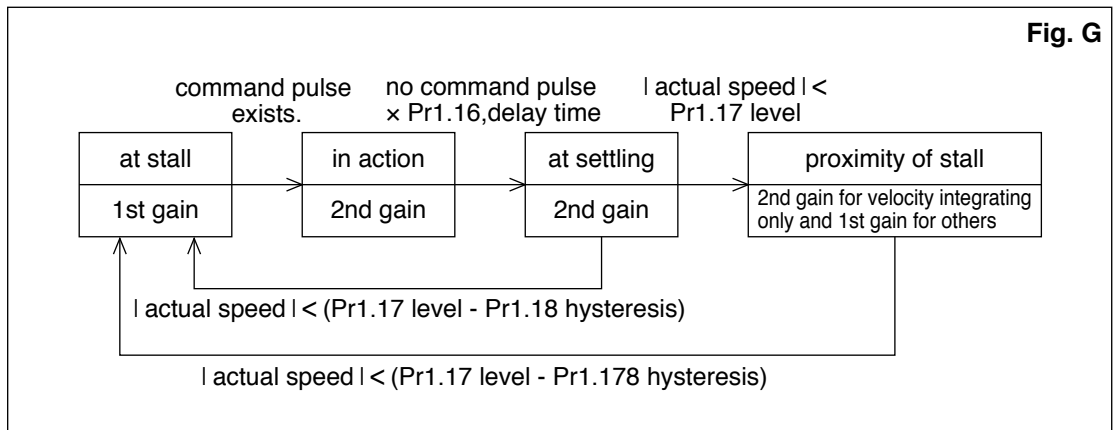 Fig. G
command pulse
exists.
no command pulse
× Pr1.16,delay time
| actual speed | <
Pr1.17 level
at stall
1st gain
in action
2nd gain
at settling
2nd gain
proximity of stall
2nd gain for velocity integrating
only and 1st gain for others
| actual speed | < (Pr1.17 level - Pr1.18 hysteresis)
| actual speed | < (Pr1.17 level - Pr1.178 hysteresis)